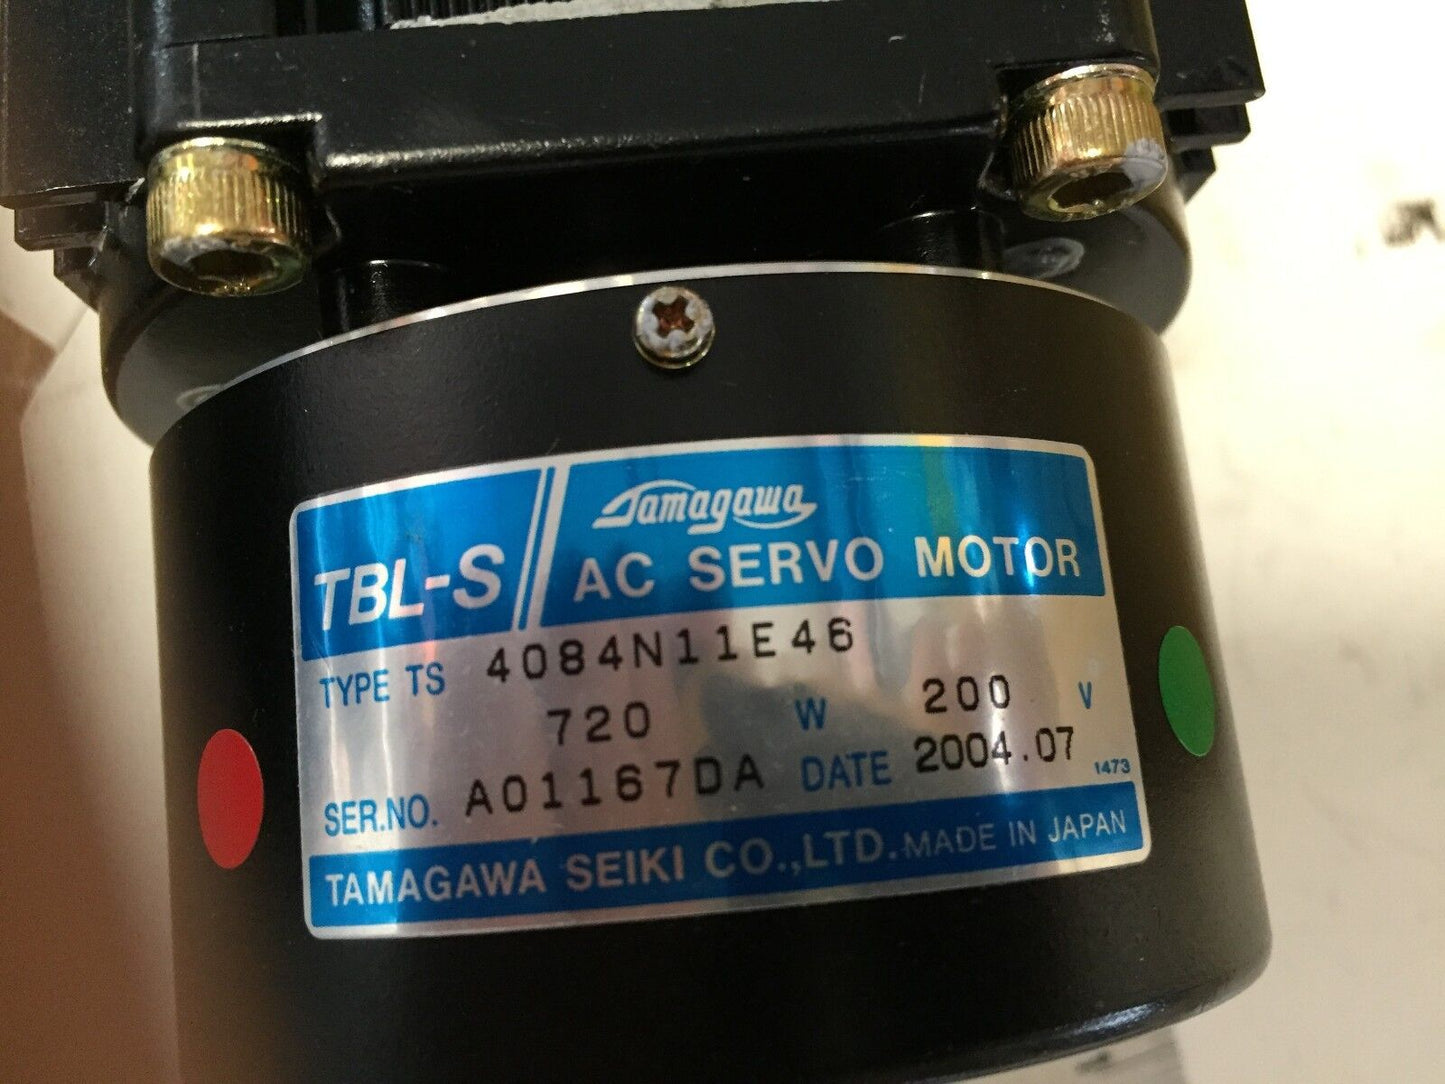 TBL-S
Tamagawa
AC SERVO MOTOR
TYPE TS 4084N11E46
720 W 200 V
SER.NO. A01167DA DATE 2004.07
1473
TAMAGAWA SEIKI CO.,LTD. MADE IN JAPAN